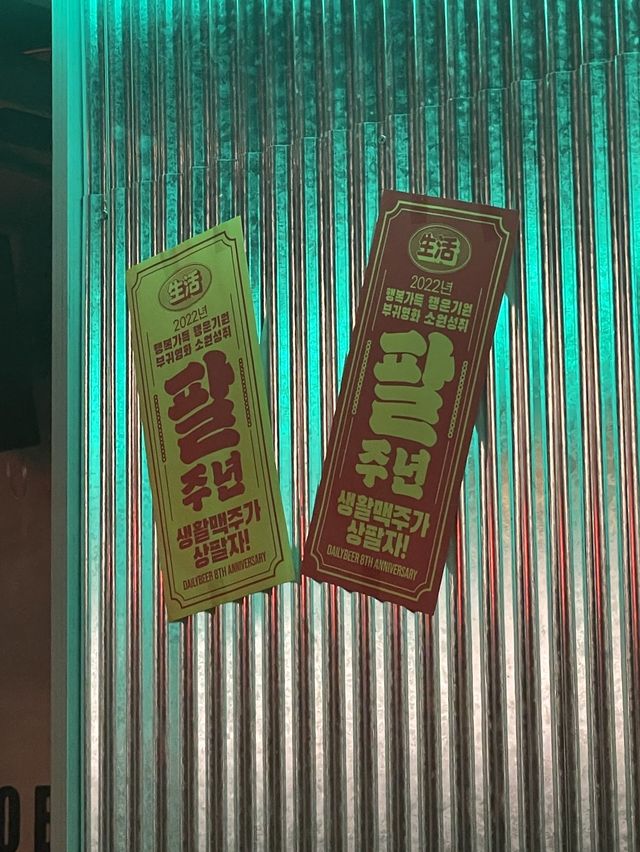 生活
2022년
행복가득 행운기원
부귀영화 소원성취
팔
주년
생활맥주가
상팔자!
DAILYBEER 8TH ANNIVERSARY
生活
2022년
행복가득 행운기원
부귀영화 소원성취
팔
주년
생활맥주가
상팔자!
DAILYBEER 8TH ANNIVERSARY